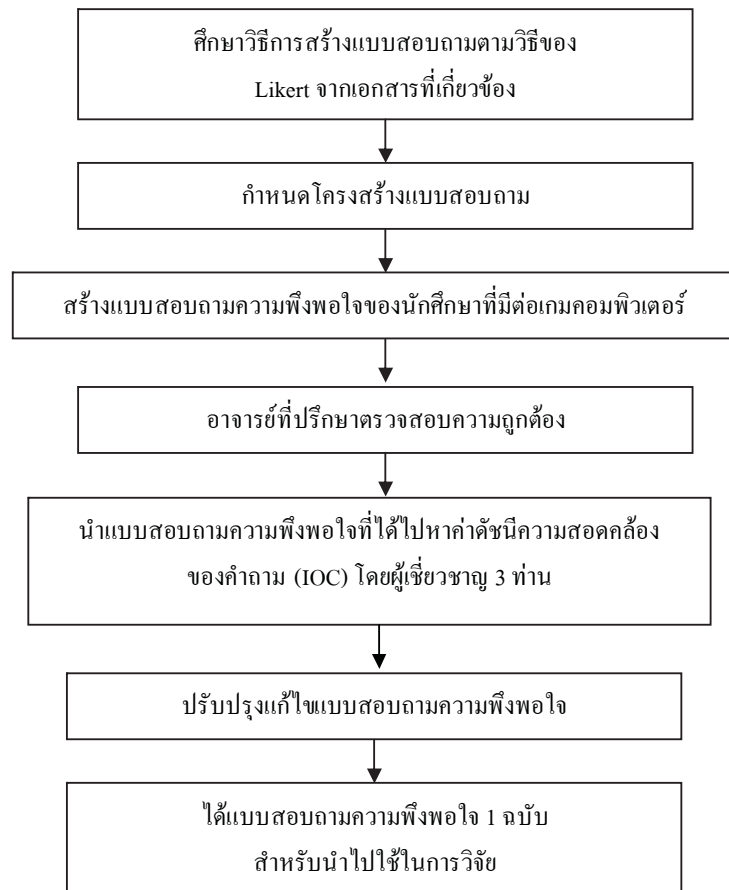 ศึกษาวิธีการสร้างแบบสอบถามตามวิธีของ
Likert จากเอกสารที่เกี่ยวข้อง
กำหนดโครงสร้างแบบสอบถาม
สร้างแบบสอบถามความพึงพอใจของนักศึกษาที่มีต่อเกมคอมพิวเตอร์
อาจารย์ที่ปรึกษาตรวจสอบความถูกต้อง
นำแบบสอบถามความพึงพอใจที่ได้ไปหาค่าดัชนีความสอดคล้อง
ของคำถาม (IOC) โดยผู้เชี่ยวชาญ 3 ท่าน
ปรับปรุงแก้ไขแบบสอบถามความพึงพอใจ
ได้แบบสอบถามความพึงพอใจ 1 ฉบับ
สำหรับนำไปใช้ในการวิจัย